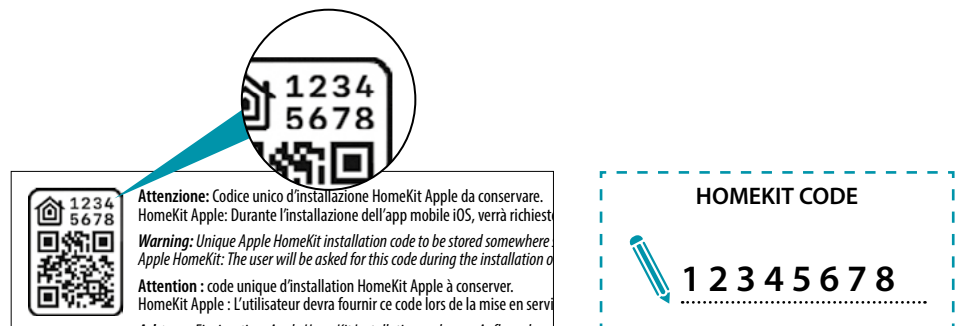 1234
5678
1234
5678
Attenzione: Codice unico d'installazione HomeKit Apple da conservare.
HomeKit Apple: Durante l'installazione dell'app mobile iOS, verrà richiest
Warning: Unique Apple HomeKit installation code to be stored somewhere
Apple HomeKit: The user will be asked for this code during the installation o
Attention : code unique d'installation HomeKit Apple à conserver.
HomeKit Apple : L'utilisateur devra fournir ce code lors de la mise en servi
HOMEKIT CODE
1 2 3 4 5 6 7 8